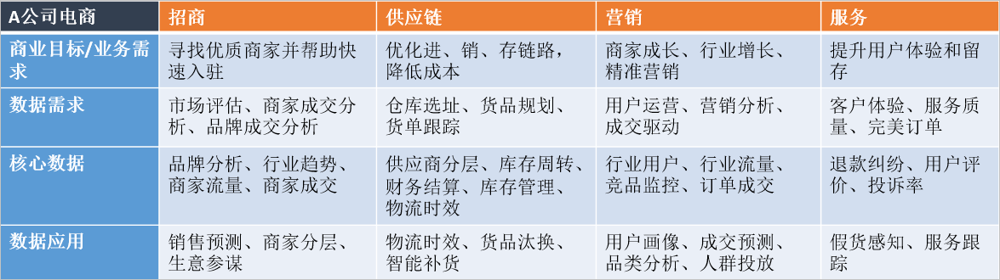 A公司电商
招商
供应链
营销
服务
商业目标/业务需
求
寻找优质商家并帮助快
速入驻
优化进、销、存链路，
降低成本
商家成长、行业增长、
精准营销
提升用户体验和留
存
数据需求
市场评估、商家成交分
析、品牌成交分析
仓库选址、货品规划、
货单跟踪
用户运营、营销分析、
成交驱动
客户体验、服务质
量、完美订单
核心数据
品牌分析、行业趋势、
商家流量、商家成交
供应商分层、库存周转、
财务结算、库存管理、
物流时效
行业用户、行业流量、
竞品监控、订单成交
退款纠纷、用户评
价、投诉率
数据应用
销售预测、商家分层、
生意参谋
物流时效、货品汰换、
智能补货
用户画像、成交预测、
品类分析、人群投放
假货感知、服务跟
踪